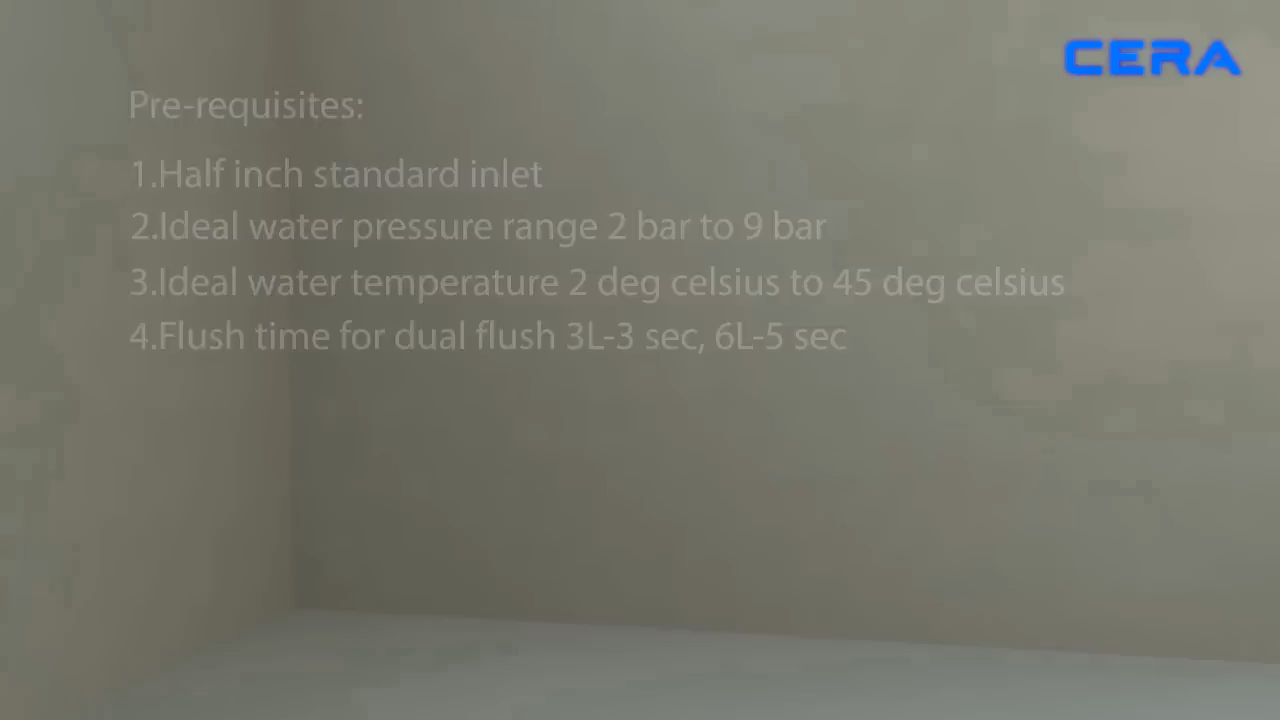 CERA
Pre-requisites:
1.Half inch standard inlet
2.Ideal water pressure range 2 bar to 9 bar
3.Ideal water temperature 2 deg celsius to 45 deg celsius
4.Flush time for dual flush 3L-3 sec, 6L-5 sec